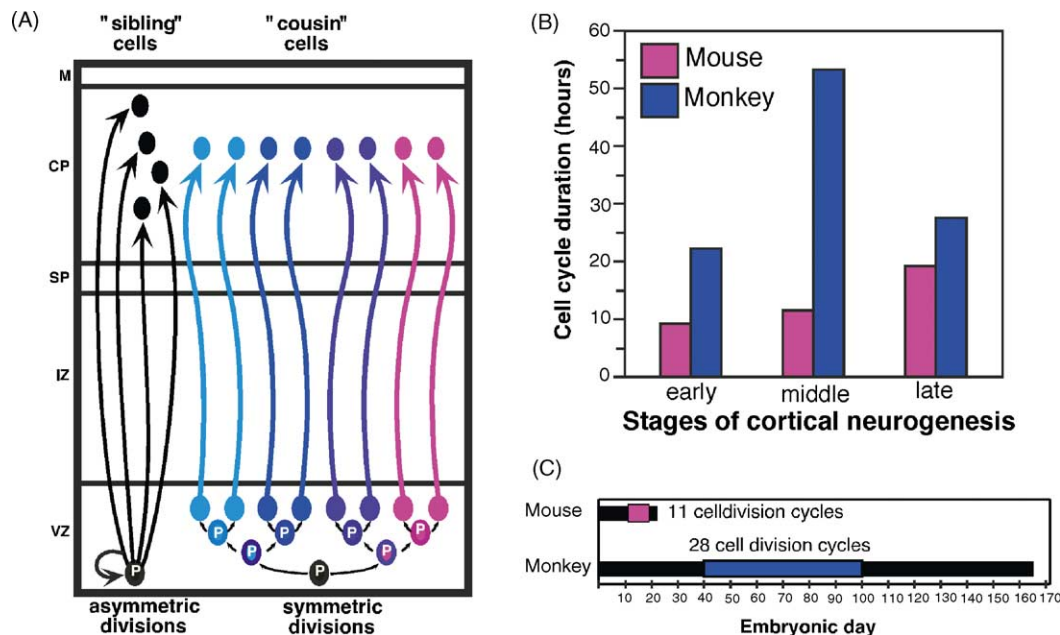 (A)
"sibling" "cousin"
cells cells
M
CP
SP
IZ
VZ
P P P P
P P
P P
asymmetric symmetric
divisions divisions
(B)
60
50
40
30
20
10
0
Mouse
Monkey
Cell cycle duration (hours)
early middle late
Stages of cortical neurogenesis
(C)
Mouse 11 celldivision cycles
28 cell division cycles
Monkey
10 20 30 40 50 60 70 80 90 100 110 120 130 140 150 160 170
Embryonic day